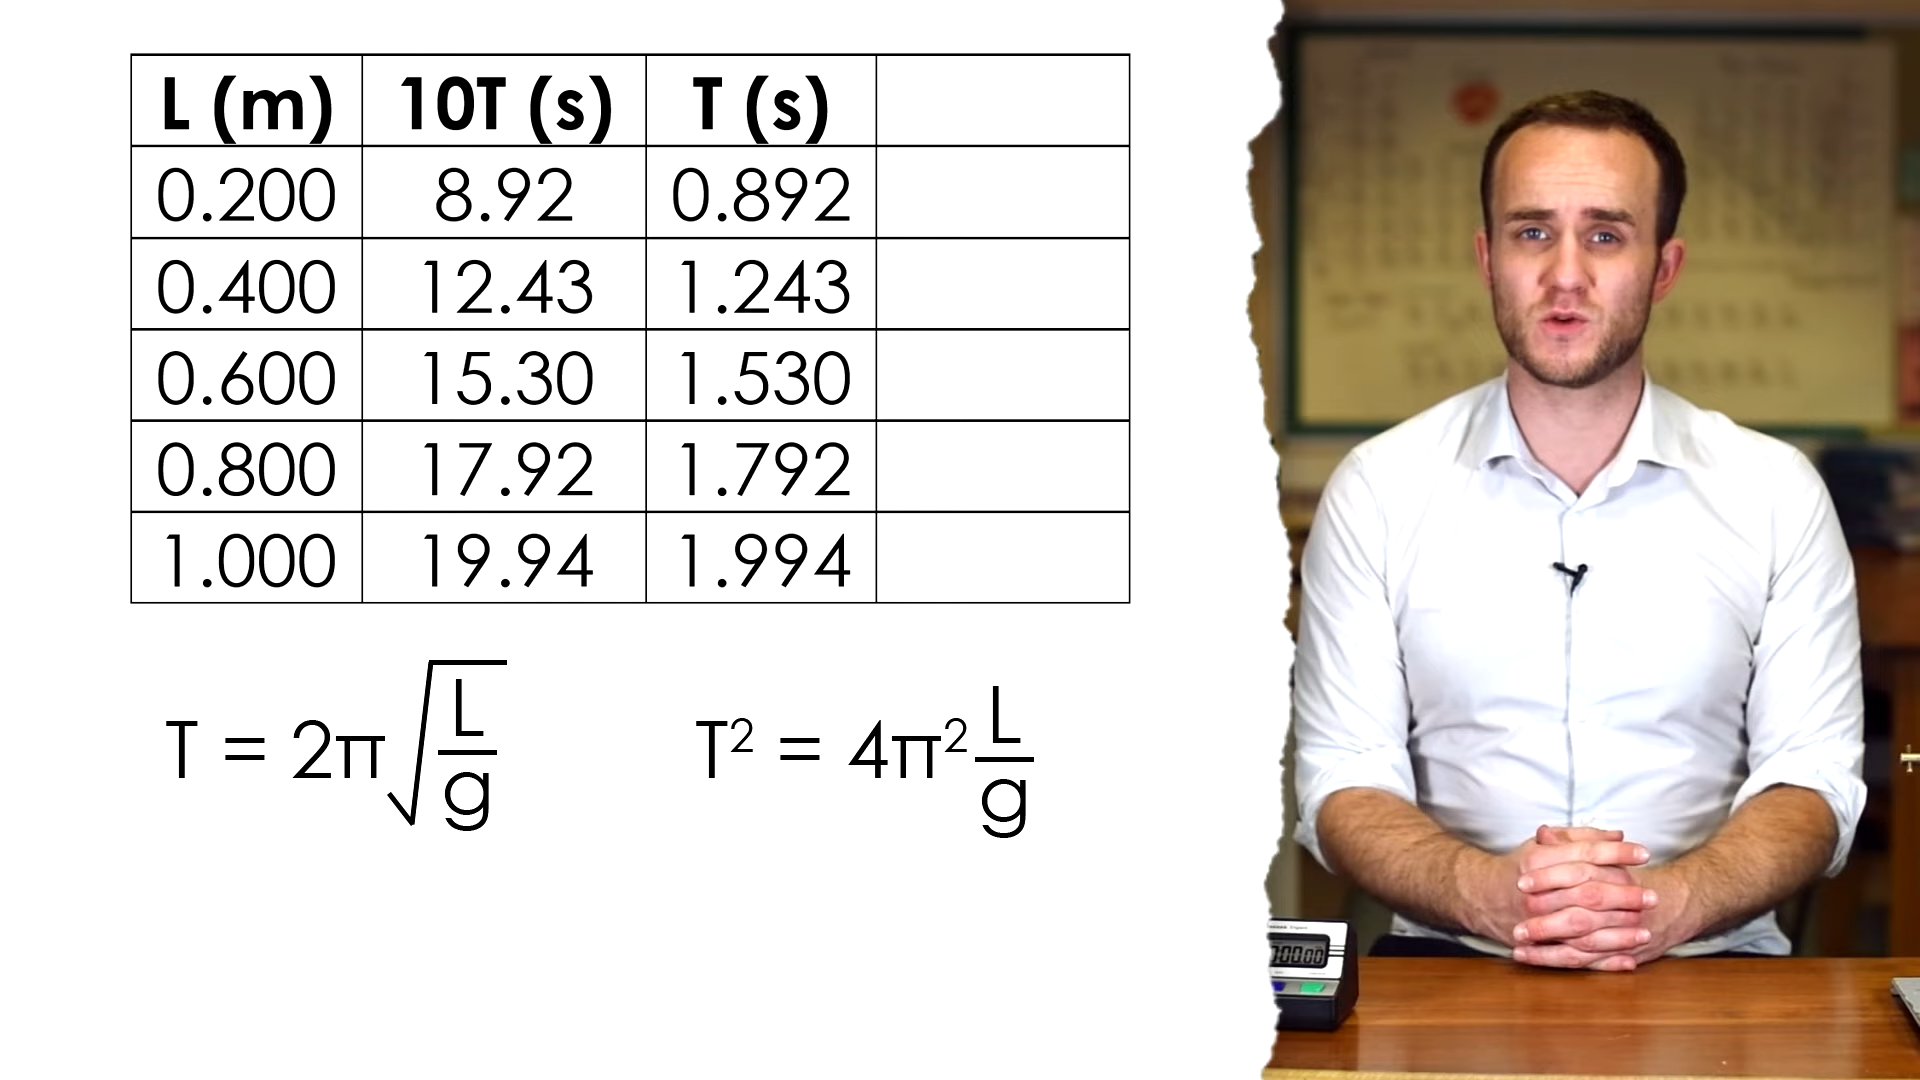 L (m) 10T (s) T (s)
0.200 8.92 0.892
0.400 12.43 1.243
0.600 15.30 1.530
0.800 17.92 1.792
1.000 19.94 1.994
T = 2π√(L/g) T² = 4π² L/g